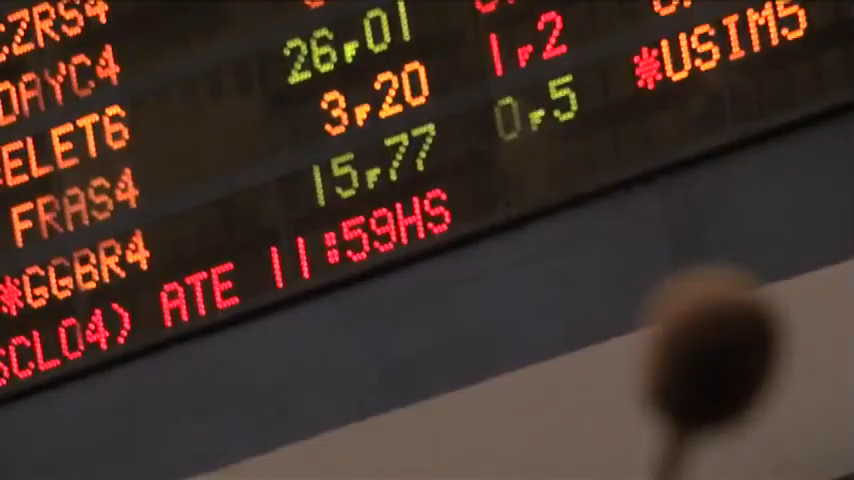 CZRS4 26,01
DAYC4 3,20 1,2 *USIM5
ELET6 15,77 0,5
FRAS4
*GGBR4
SCLO4) ATE 11:59HS